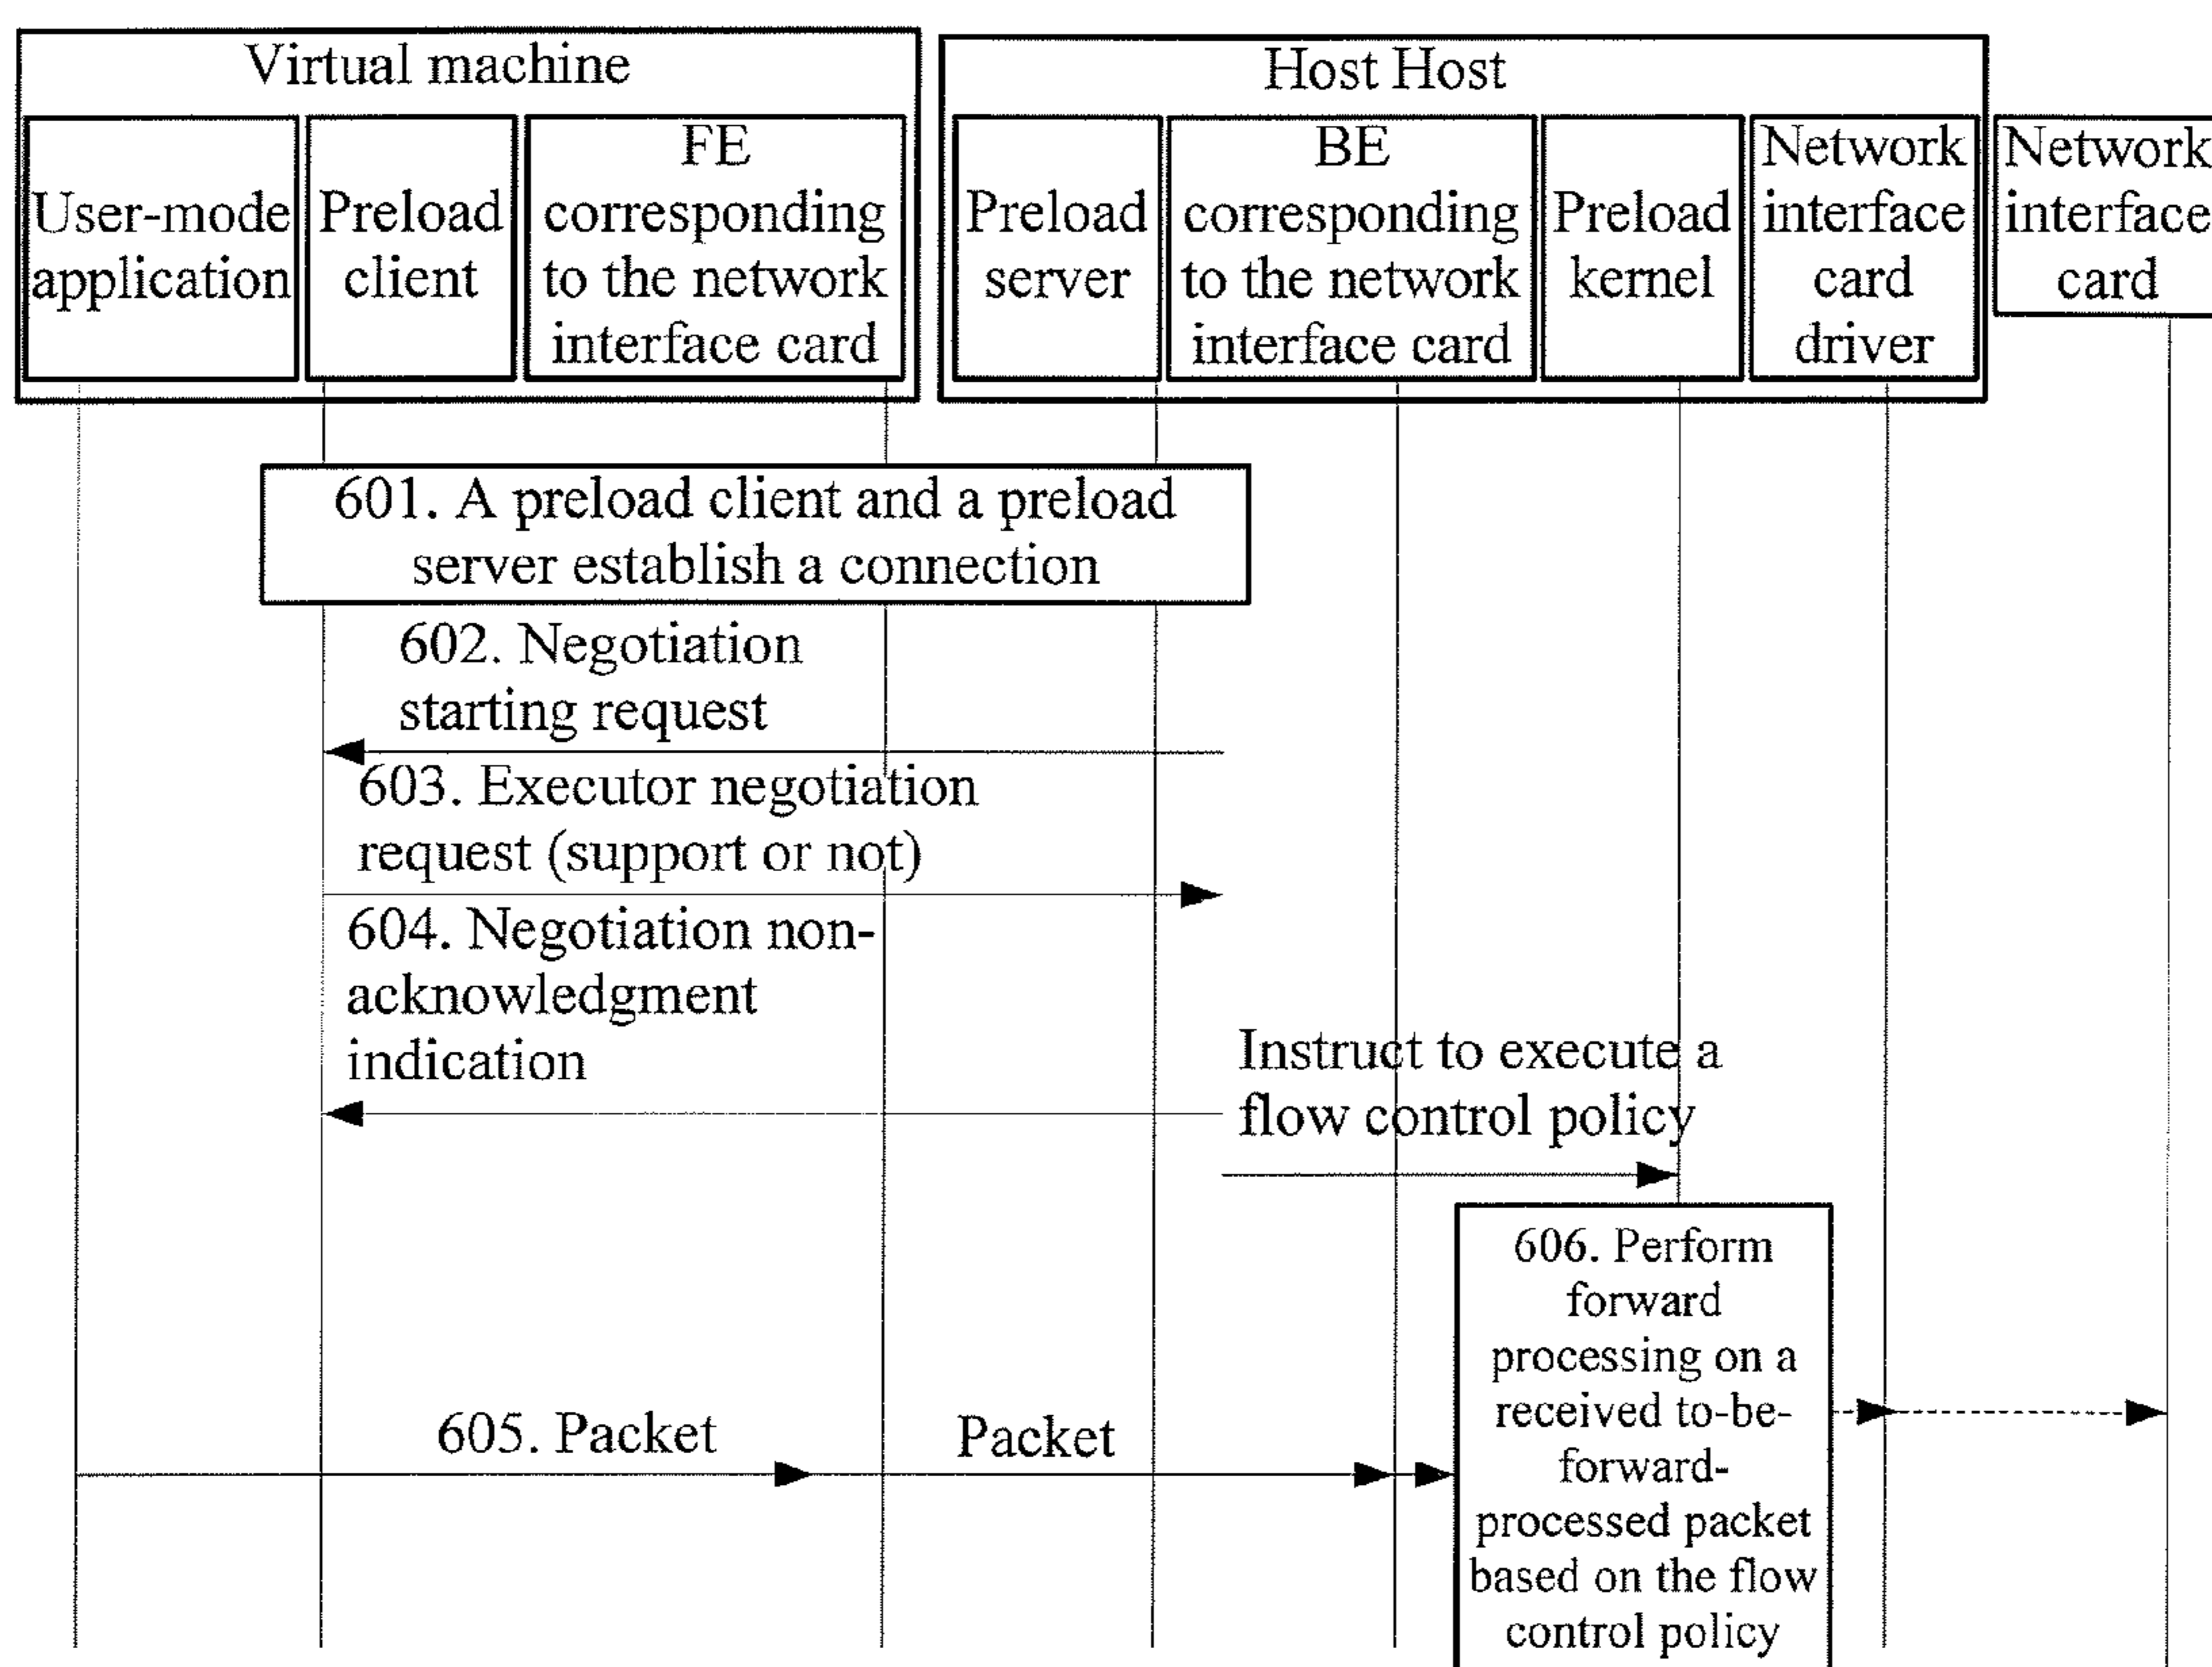 Virtual machine
Host Host
User-mode
application
Preload
client
FE
corresponding
to the network
interface card
Preload
server
BE
corresponding
to the network
interface card
Preload
kernel
Network
interface
card
driver
Network
interface
card
601. A preload client and a preload
server establish a connection
602. Negotiation
starting request
603. Executor negotiation
request (support or not)
604. Negotiation non-
acknowledgment
indication
Instruct to execute a
flow control policy
605. Packet
Packet
606. Perform
forward
processing on a
received to-be-
forward-
processed packet
based on the flow
control policy